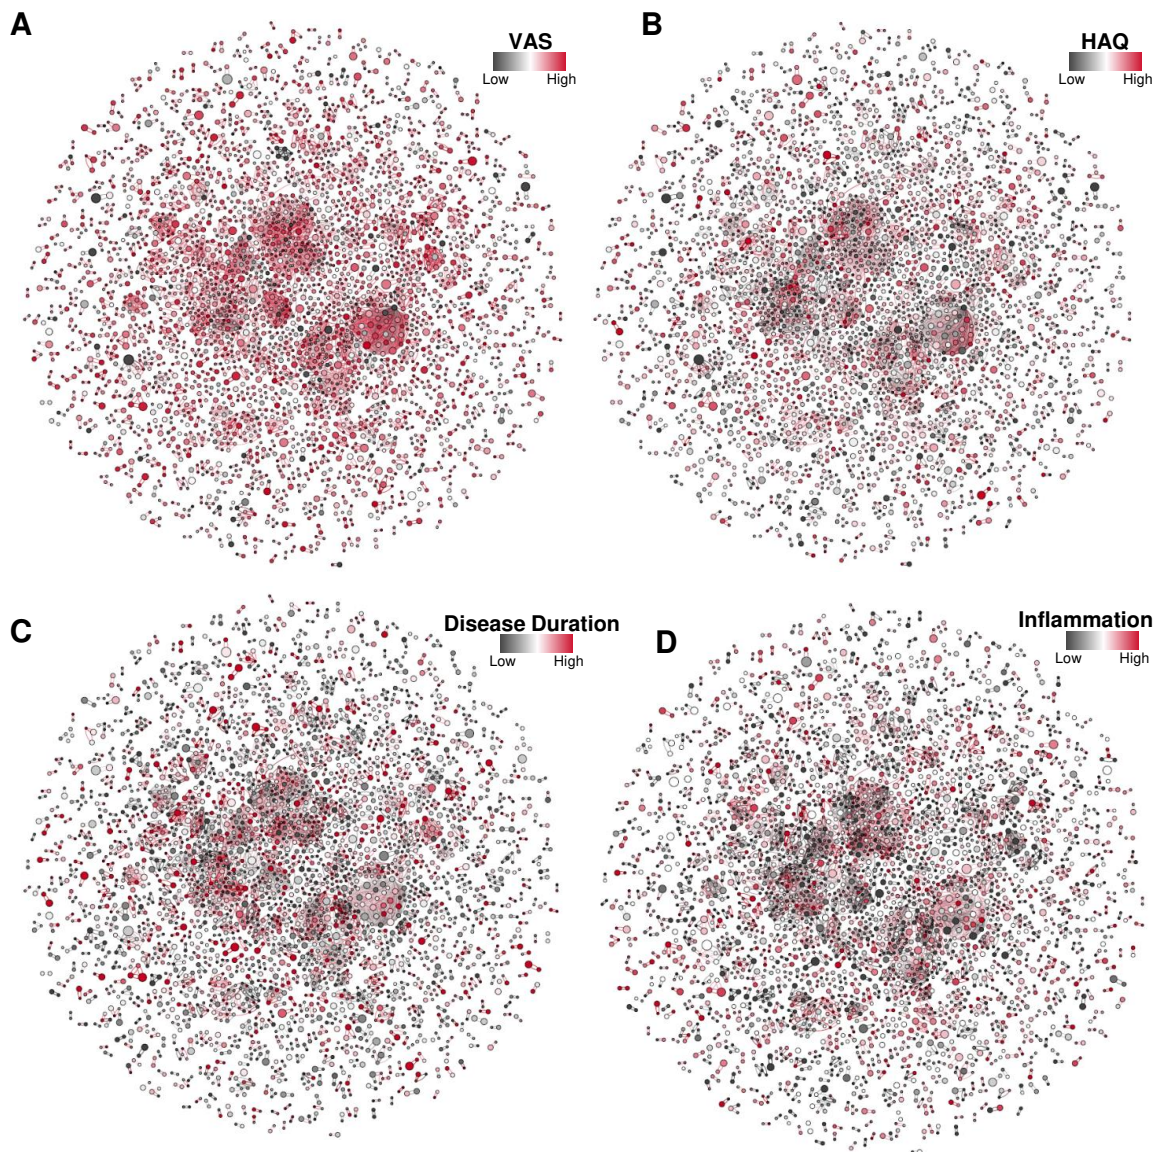 A
VAS
Low High
B
HAQ
Low High
C
Disease Duration
Low High
D
Inflammation
Low High